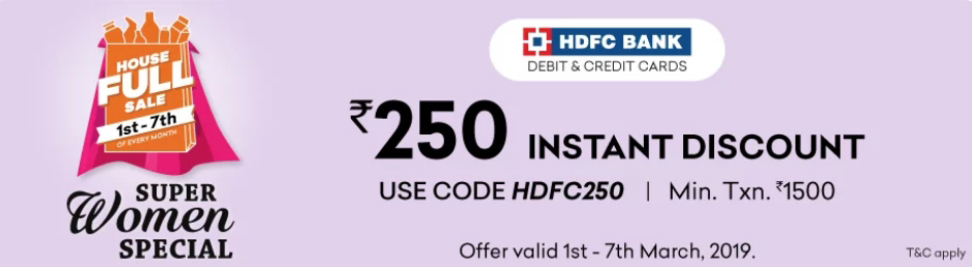 HOUSE
FULL
SALE
1st - 7th
OF EVERY MONTH
SUPER
Women
SPECIAL
HDFC BANK
DEBIT & CREDIT CARDS
₹250 INSTANT DISCOUNT
USE CODE HDFC250 | Min. Txn. ₹1500
Offer valid 1st - 7th March, 2019.
T&C apply